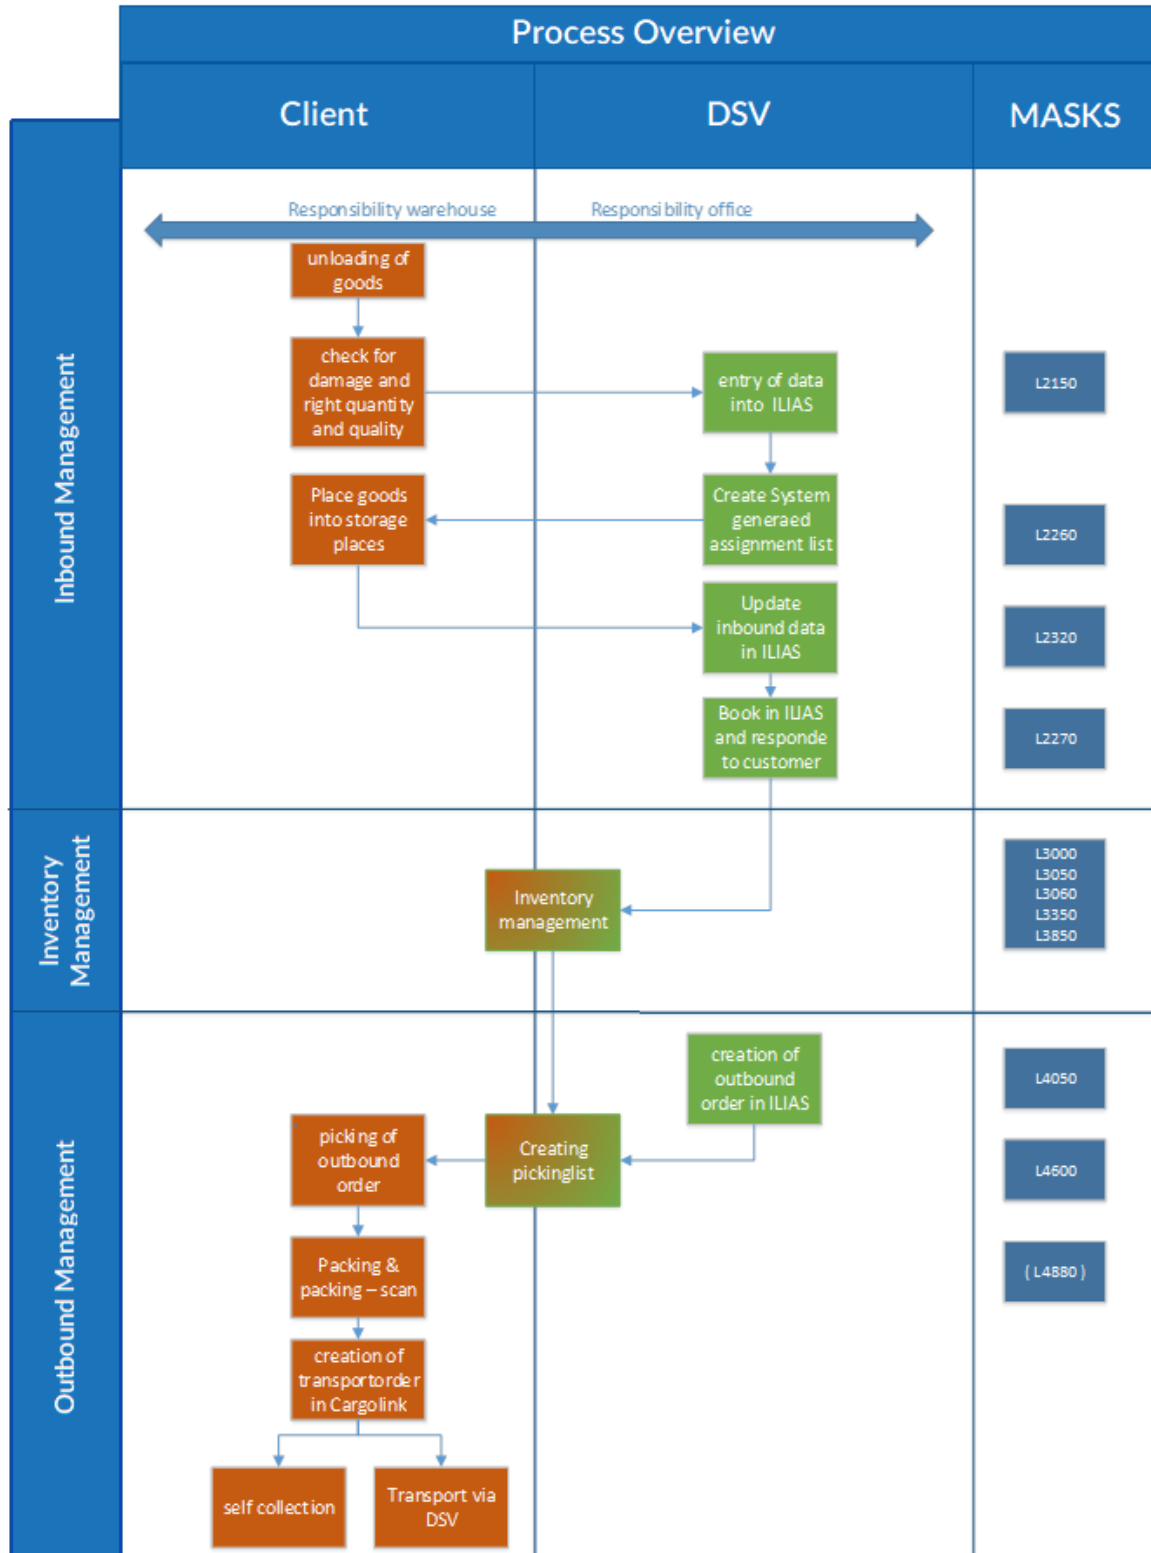 Process Overview
Client
DSV
MASKS
Inbound Management
Responsibility warehouse
Responsibility office
unloading of
goods
check for
damage and
right quantity
and quality
entry of data
into ILIAS
L2150
Place goods
into storage
places
Create System
generaed
assignment list
L2260
Update
inbound data
in ILIAS
L2320
Book in ILIAS
and responde
to customer
L2270
Inventory
Management
Inventory
management
L3000
L3050
L3060
L3350
L3850
Outbound Management
creation of
outbound
order in ILIAS
L4050
picking of
outbound
order
Creating
pickinglist
L4600
Packing &
packing – scan
( L4880 )
creation of
transportorder
in Cargolink
self collection
Transport via
DSV